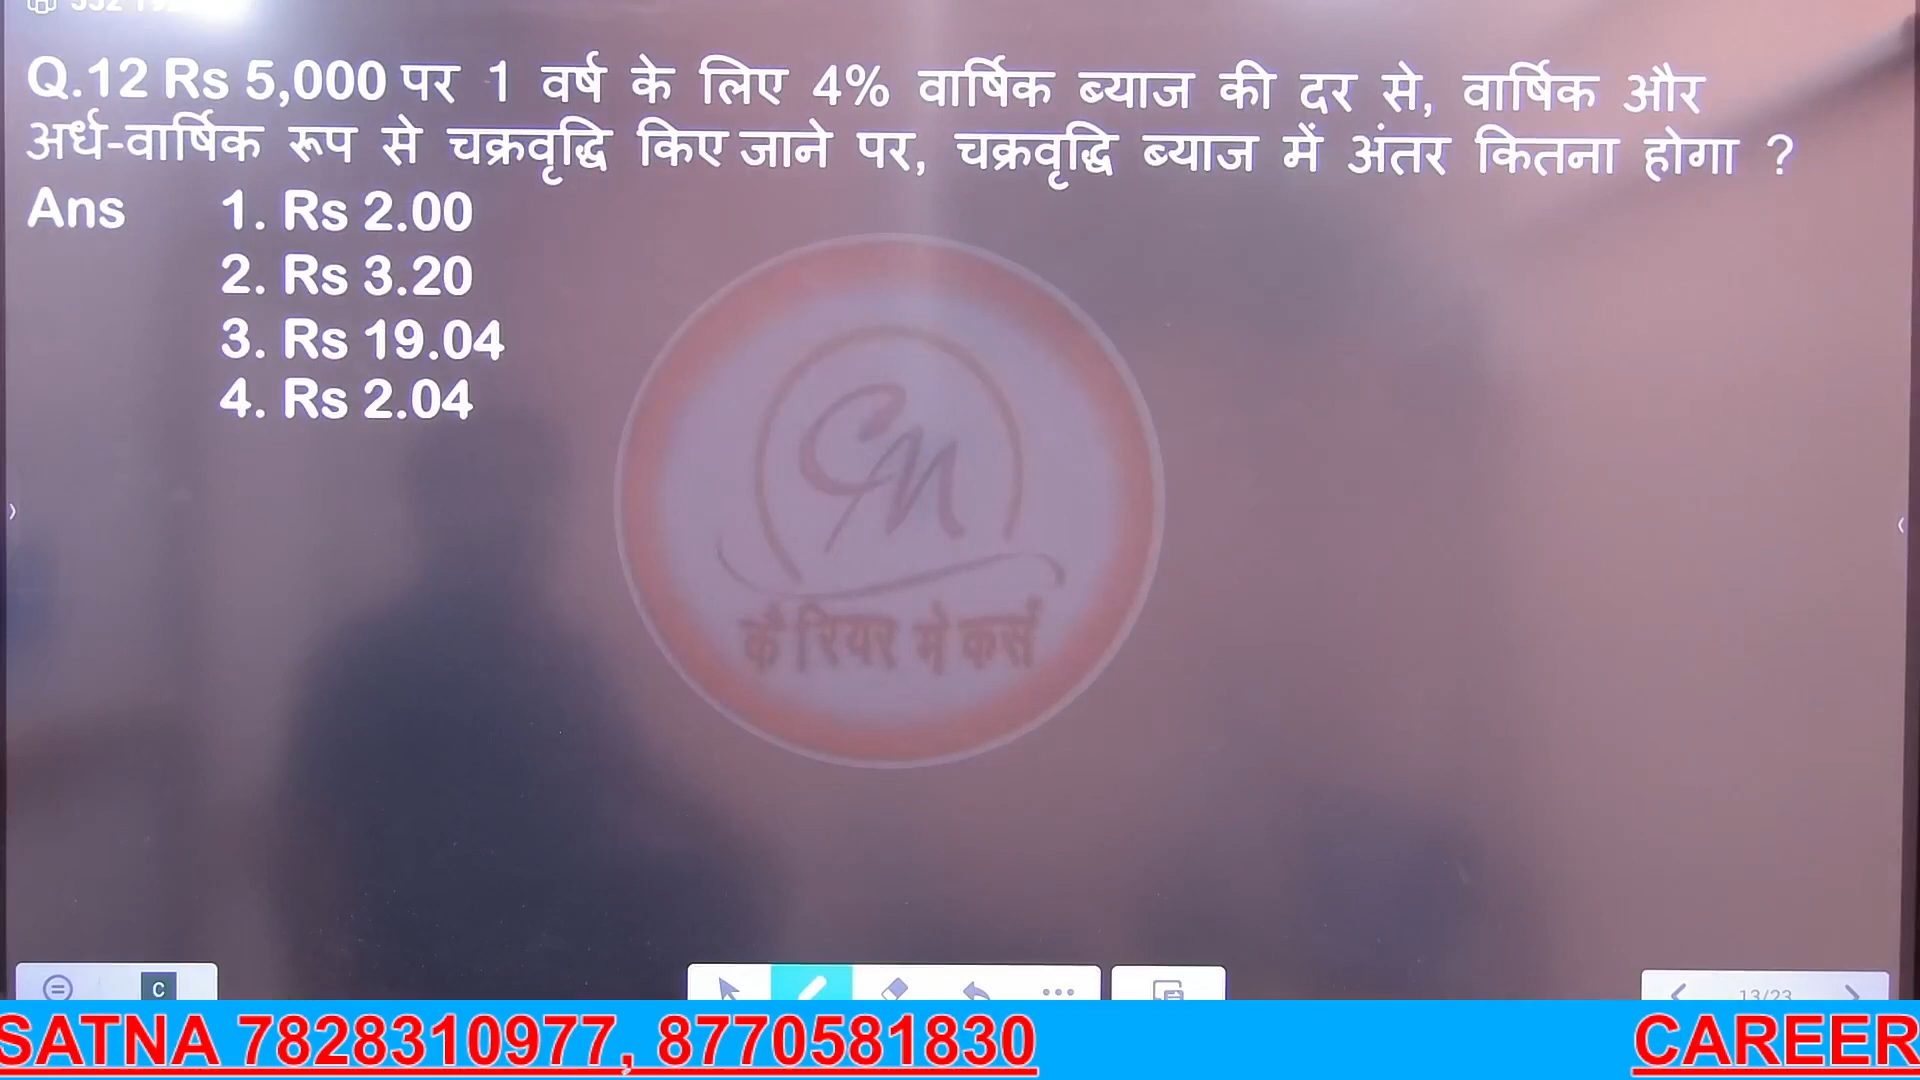 Q.12 Rs 5,000 पर 1 वर्ष के लिए 4% वार्षिक ब्याज की दर से, वार्षिक और
अर्ध-वार्षिक रूप से चक्रवृद्धि किए जाने पर, चक्रवृद्धि ब्याज में अंतर कितना होगा ?
Ans 1. Rs 2.00
2. Rs 3.20
3. Rs 19.04
4. Rs 2.04
CM
कैरियर मेकर्स
C
13/23
SATNA 7828310977, 8770581830 CAREER